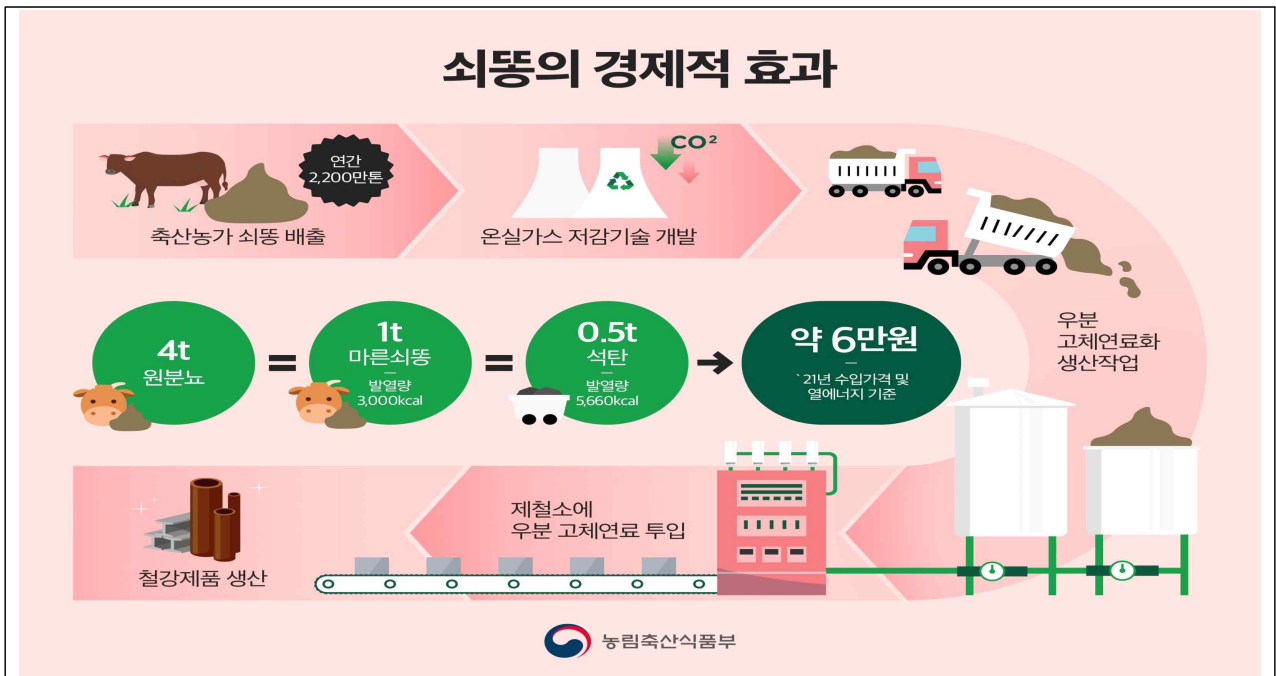 쇠똥의 경제적 효과
연간
2,200만톤
축산농가 쇠똥 배출
CO²
온실가스 저감기술 개발
우분
고체연료화
생산작업
4t
원분뇨
=
1t
마른쇠똥
발열량
3,000kcal
=
0.5t
석탄
발열량
5,660kcal
약 6만원
`21년 수입가격 및
열에너지 기준
제철소에
우분 고체연료 투입
철강제품 생산
농림축산식품부